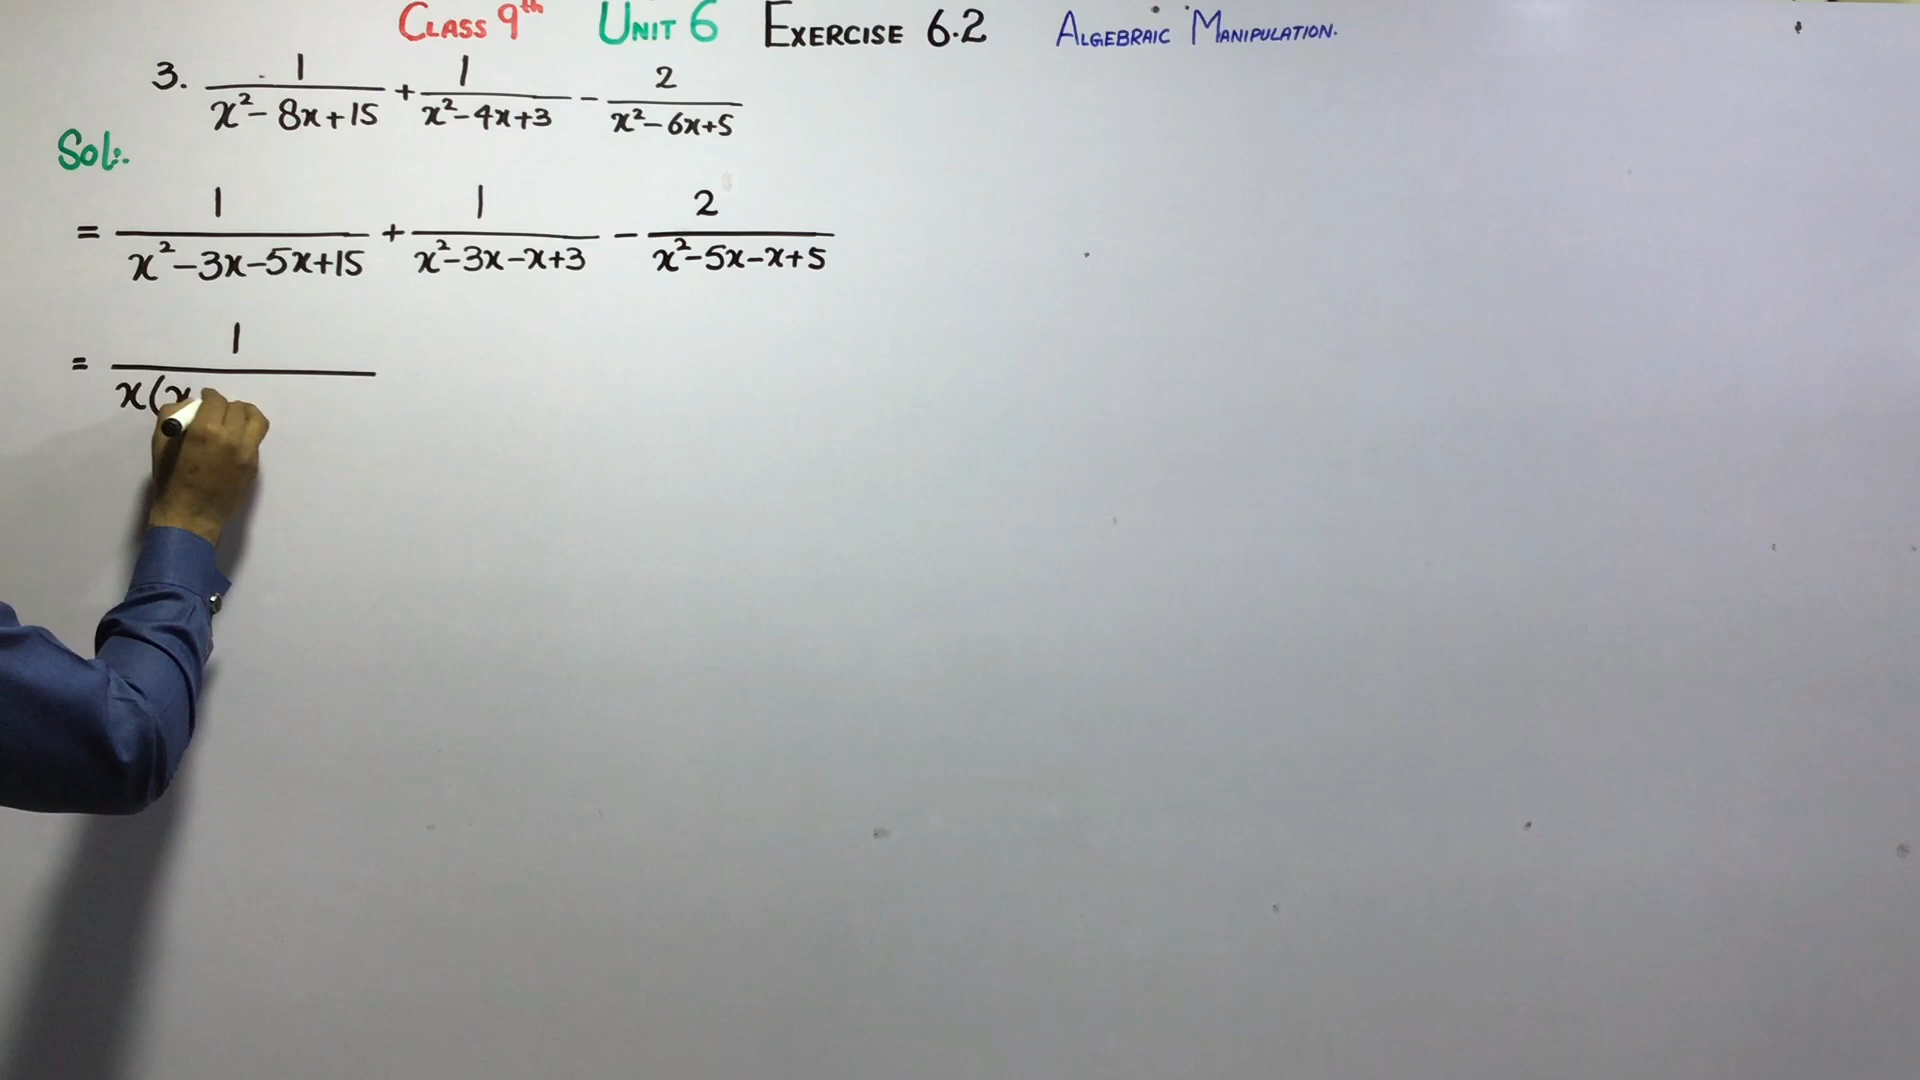 CLASS 9th UNIT 6 EXERCISE 6.2 ALGEBRAIC MANIPULATION.
3. 1/(x²-8x+15) + 1/(x²-4x+3) - 2/(x²-6x+5)
Sol:.
= 1/(x²-3x-5x+15) + 1/(x²-3x-x+3) - 2/(x²-5x-x+5)
= 1/x(x